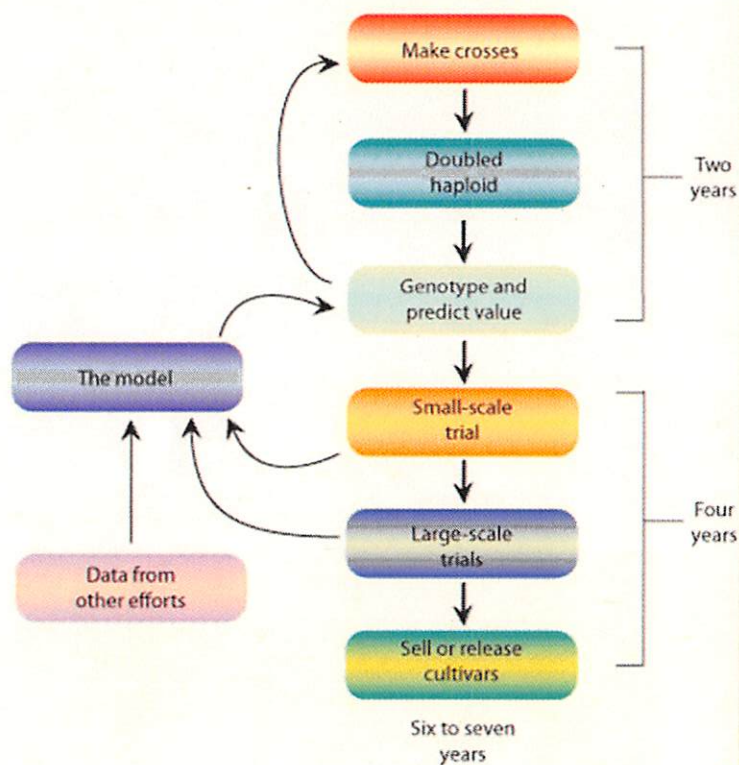 Make crosses
Doubled
haploid
Two
years
Genotype and
predict value
The model
Small-scale
trial
Four
years
Large-scale
trials
Data from
other efforts
Sell or release
cultivars
Six to seven
years